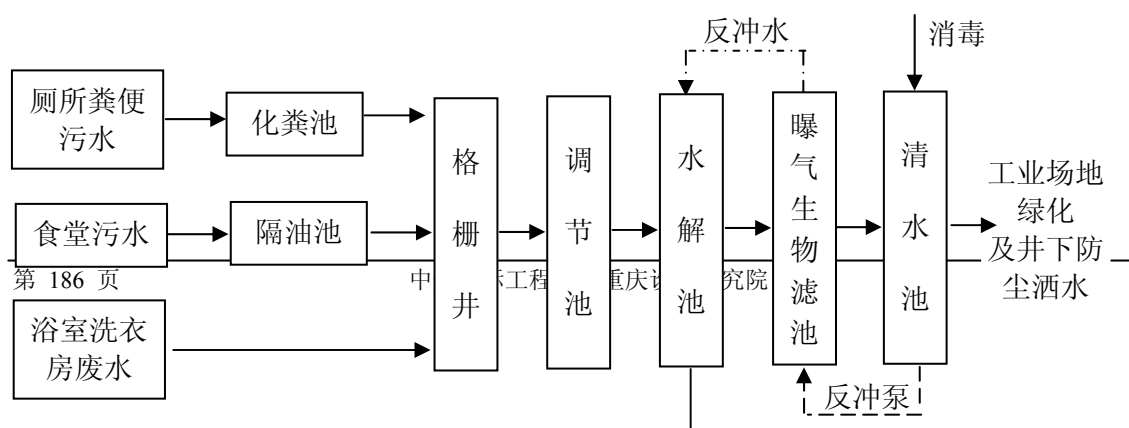 反冲水
消毒
厕所粪便
污水
化粪池
格栅井
调节池
水解池
曝气生物滤池
清水池
工业场地
绿化
及井下防
尘洒水
食堂污水
隔油池
浴室洗衣
房废水
反冲泵
第 186 页
中
工程
重庆
究院